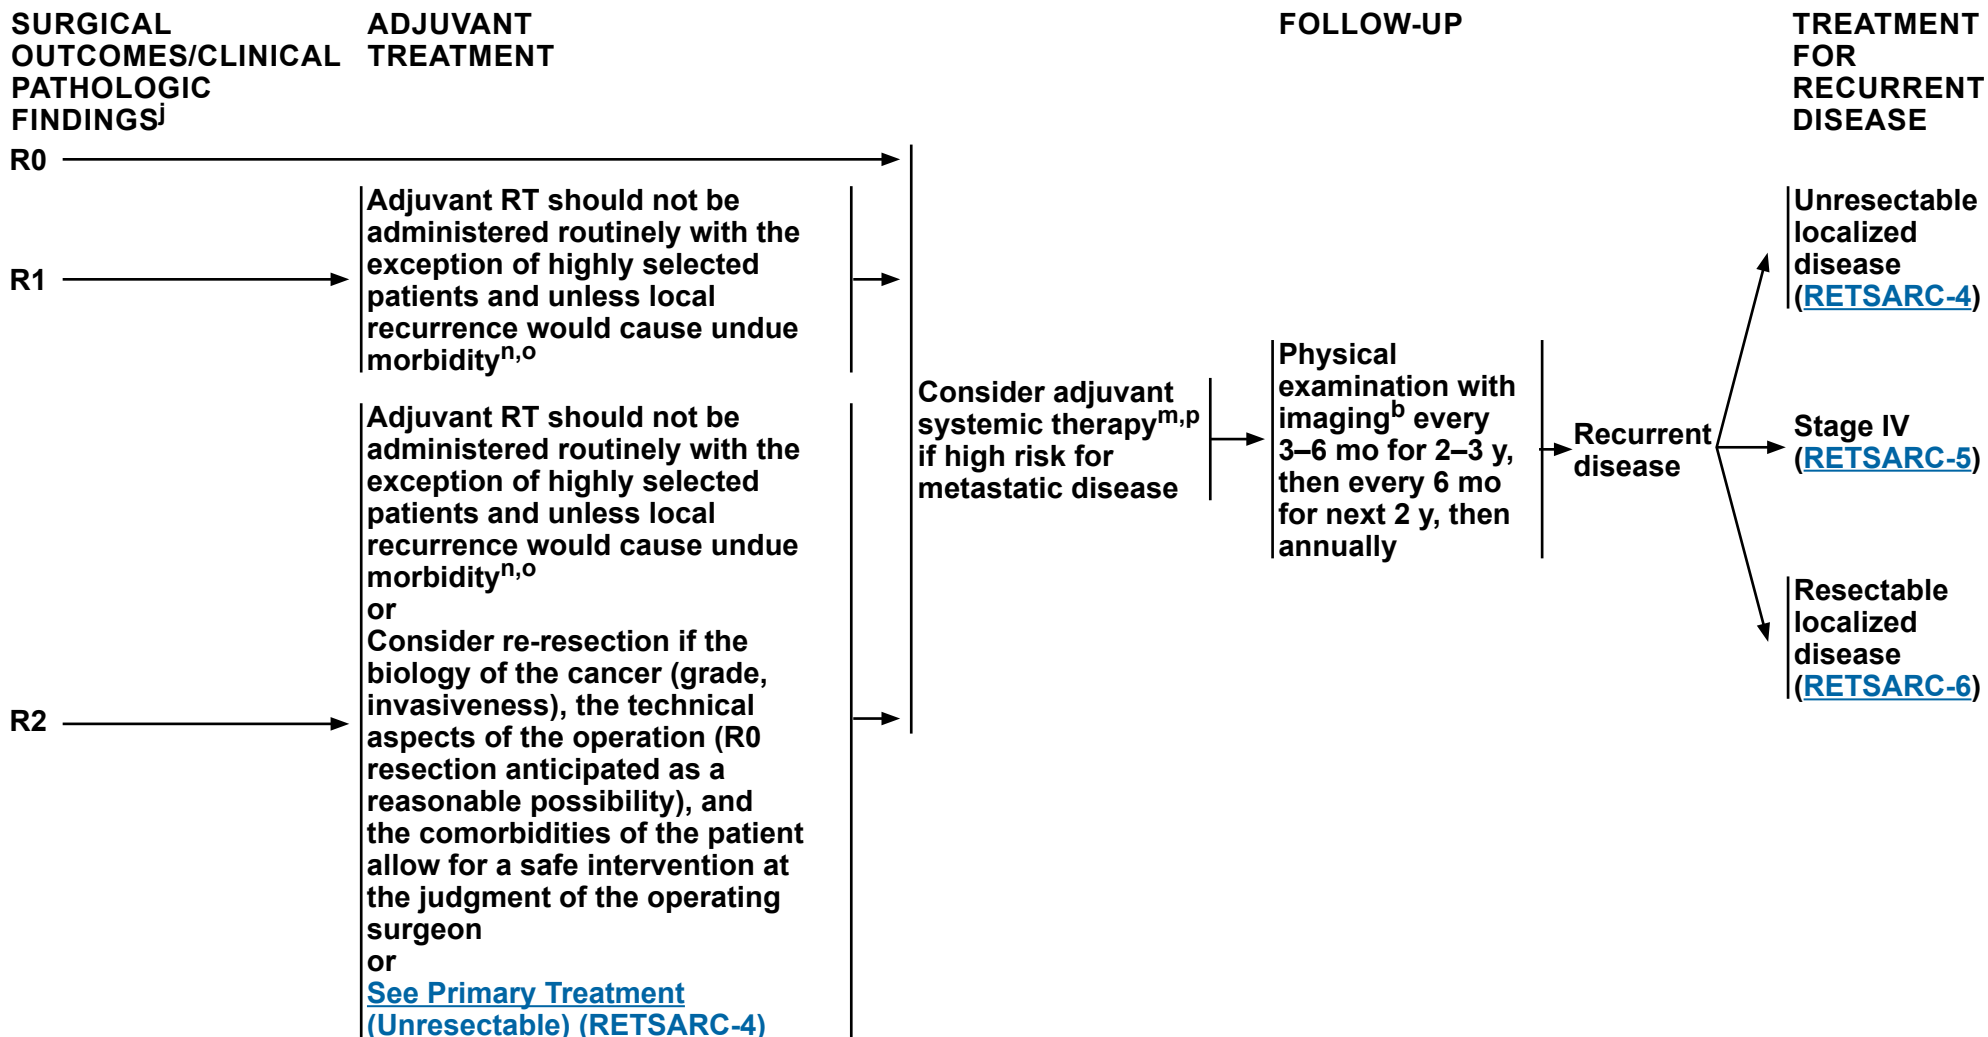 SURGICAL
OUTCOMES/CLINICAL
PATHOLOGIC
FINDINGSj
ADJUVANT
TREATMENT
FOLLOW-UP
TREATMENT
FOR
RECURRENT
DISEASE
R0
R1
Adjuvant RT should not be
administered routinely with the
exception of highly selected
patients and unless local
recurrence would cause undue
morbidityn,o
R2
Adjuvant RT should not be
administered routinely with the
exception of highly selected
patients and unless local
recurrence would cause undue
morbidityn,o
or
Consider re-resection if the
biology of the cancer (grade,
invasiveness), the technical
aspects of the operation (R0
resection anticipated as a
reasonable possibility), and
the comorbidities of the patient
allow for a safe intervention at
the judgment of the operating
surgeon
or
See Primary Treatment
(Unresectable) (RETSARC-4)
Consider adjuvant
systemic therapym,p
if high risk for
metastatic disease
Physical
examination with
imagingb every
3–6 mo for 2–3 y,
then every 6 mo
for next 2 y, then
annually
Recurrent
disease
Unresectable
localized
disease
(RETSARC-4)
Stage IV
(RETSARC-5)
Resectable
localized
disease
(RETSARC-6)